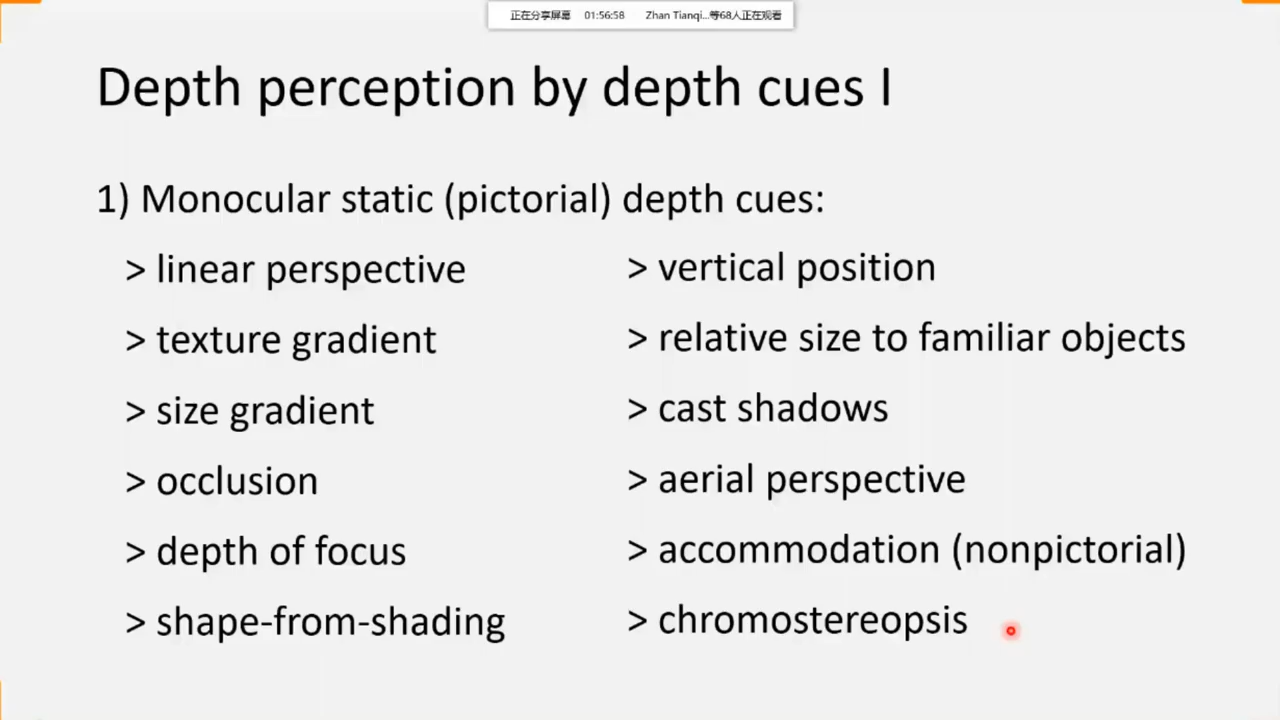 正在分享屏幕 01:56:58 Zhan Tianqi...等68人正在观看
Depth perception by depth cues I
1) Monocular static (pictorial) depth cues:
> linear perspective
> texture gradient
> size gradient
> occlusion
> depth of focus
> shape-from-shading
> vertical position
> relative size to familiar objects
> cast shadows
> aerial perspective
> accommodation (nonpictorial)
> chromostereopsis